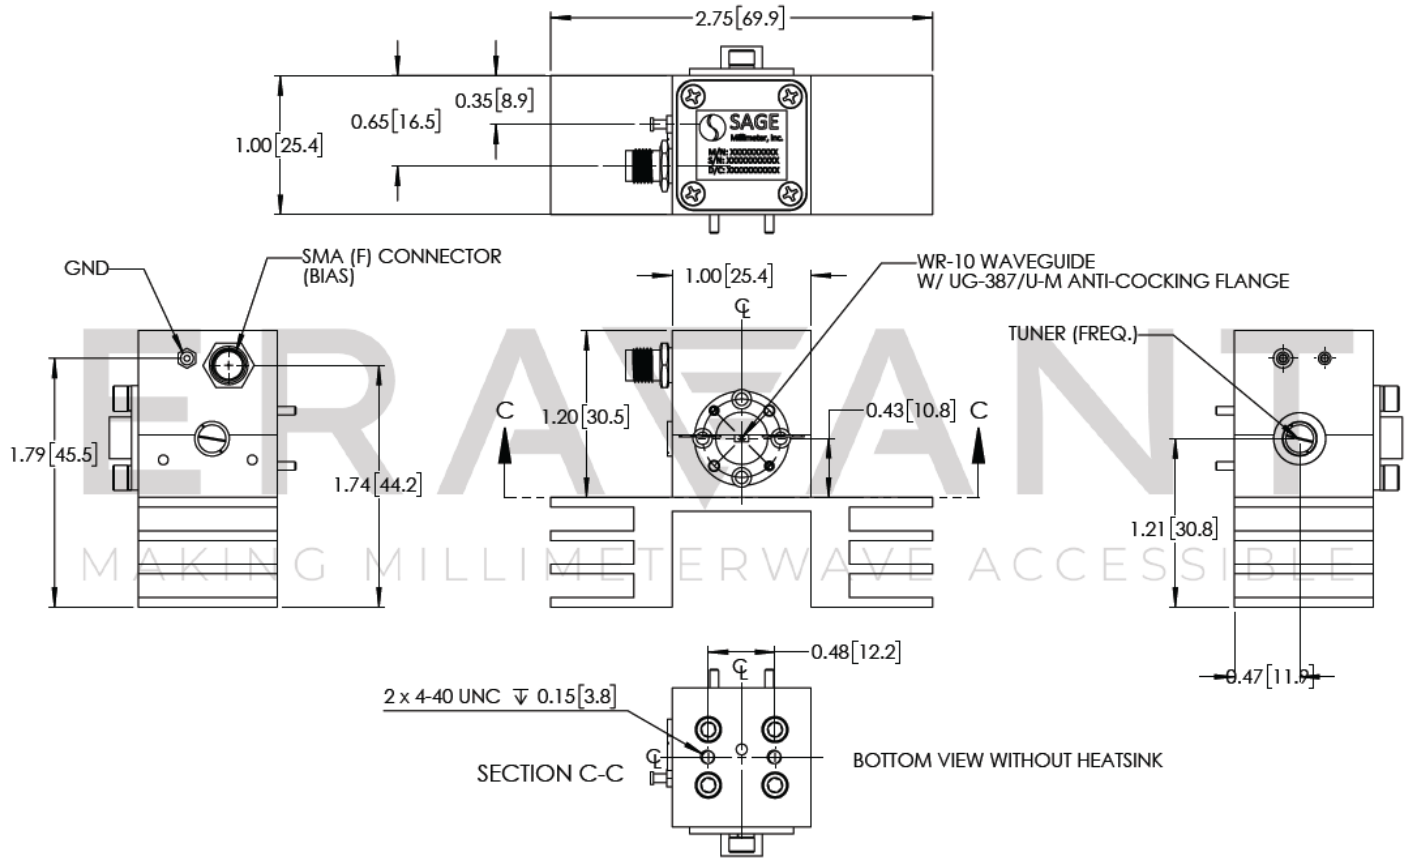 2.75[69.9]
0.35[8.9]
0.65[16.5]
1.00[25.4]
SAGE
Millimeter, Inc.
M/N: XXXXXXXXXX
S/N: XXXXXXXXXXX
D/C: XXXXXXXXXXX
GND
SMA (F) CONNECTOR
(BIAS)
1.00[25.4]
WR-10 WAVEGUIDE
W/ UG-387/U-M ANTI-COCKING FLANGE
TUNER (FREQ.)
ERAVANT
C
1.20[30.5]
0.43[10.8]
C
1.79[45.5]
1.74[44.2]
1.21[30.8]
MAKING MILLIMETERWAVE ACCESSIBLE
0.48[12.2]
0.47[11.9]
2 x 4-40 UNC ↧ 0.15[3.8]
SECTION C-C
BOTTOM VIEW WITHOUT HEATSINK